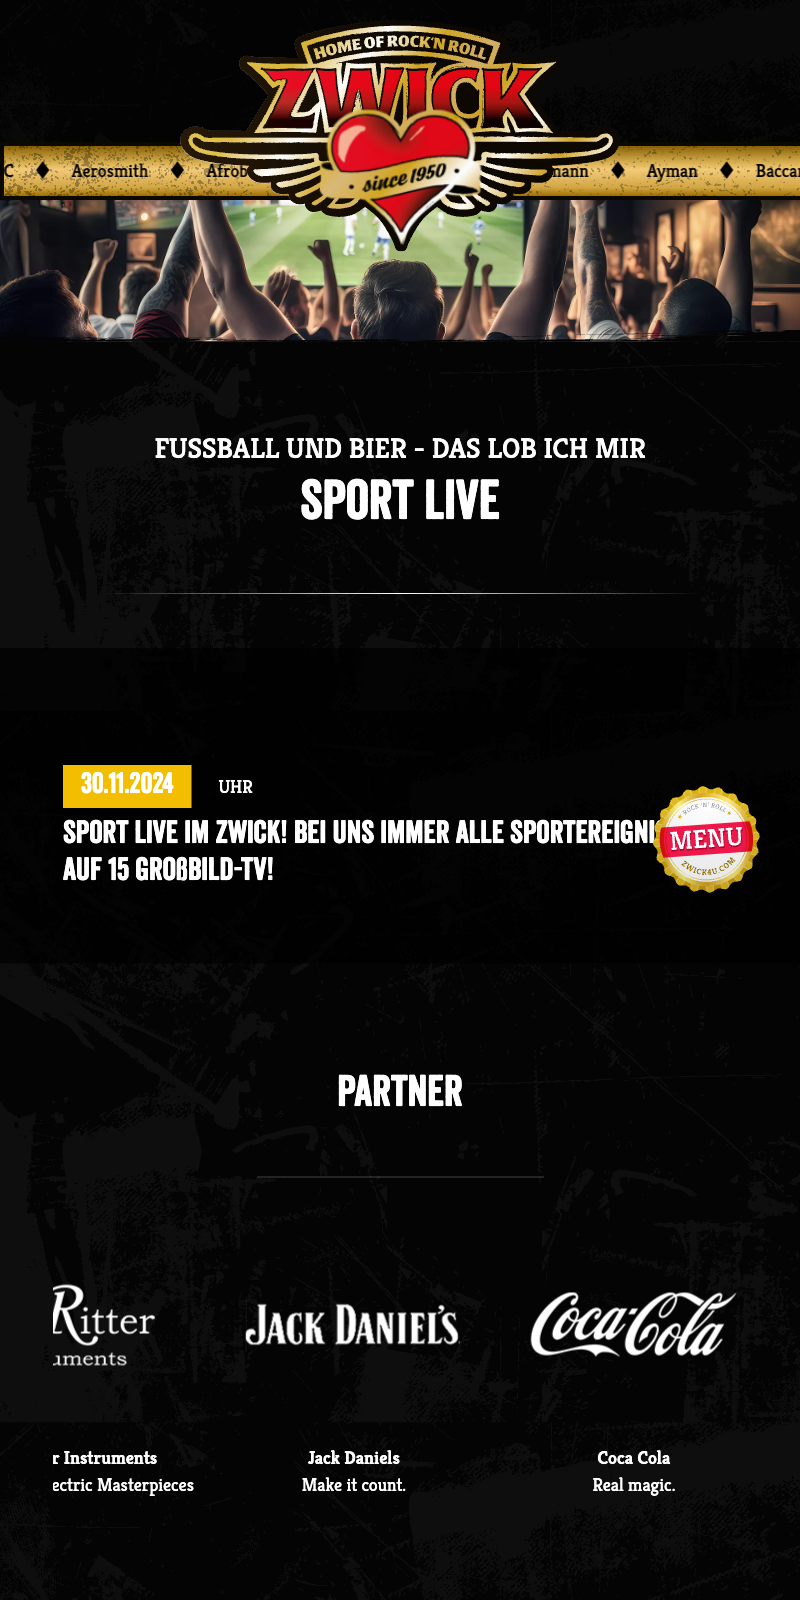 HOME OF ROCK'N ROLL
ZWICK
since 1950
C ♦ Aerosmith ♦ Afrob
mann ♦ Ayman ♦ Baccar
FUSSBALL UND BIER - DAS LOB ICH MIR
SPORT LIVE
30.11.2024 UHR
SPORT LIVE IM ZWICK! BEI UNS IMMER ALLE SPORTEREIGNI
AUF 15 GROßBILD-TV!
ROCK 'N' ROLL
MENU
ZWICK4U.COM
PARTNER
Ritter
uments
JACK DANIEL'S
Coca-Cola
r Instruments
Jack Daniels
Coca Cola
ectric Masterpieces
Make it count.
Real magic.